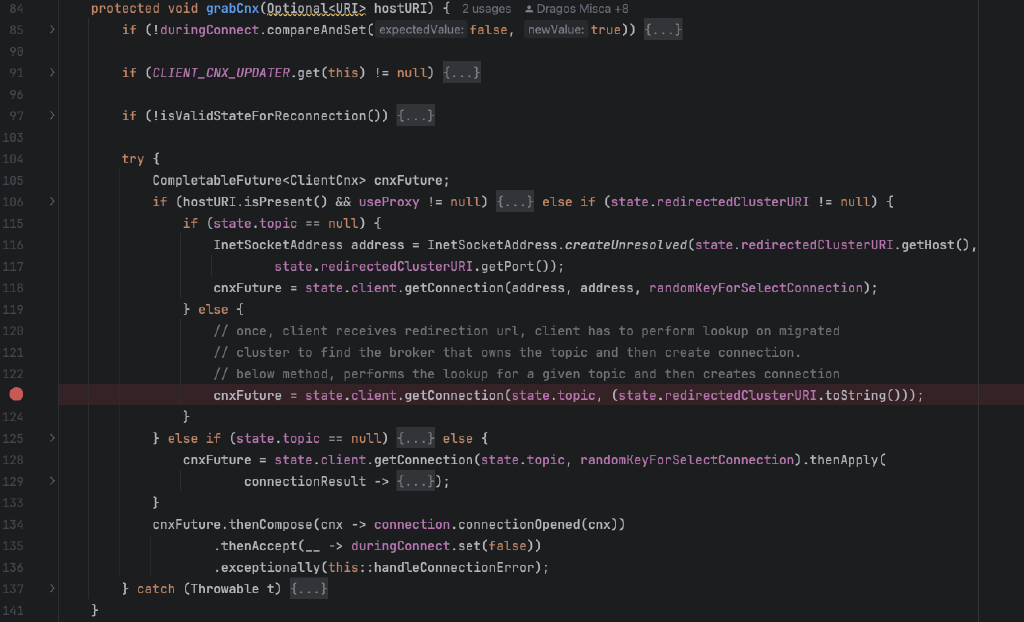 84 protected void grabCnx(Optional<URI> hostURI) { 2 usages Dragos Misca +8
85 if (!duringConnect.compareAndSet( expectedValue: false, newValue: true)) {...}
90
91 if (CLIENT_CNX_UPDATER.get(this) != null) {...}
96
97 if (!isValidStateForReconnection()) {...}
103
104 try {
105 CompletableFuture<ClientCnx> cnxFuture;
106 if (hostURI.isPresent() && useProxy != null) {...} else if (state.redirectedClusterURI != null) {
115 if (state.topic == null) {
116 InetSocketAddress address = InetSocketAddress.createUnresolved(state.redirectedClusterURI.getHost(),
117 state.redirectedClusterURI.getPort());
118 cnxFuture = state.client.getConnection(address, address, randomKeyForSelectConnection);
119 } else {
120 // once, client receives redirection url, client has to perform lookup on migrated
121 // cluster to find the broker that owns the topic and then create connection.
122 // below method, performs the lookup for a given topic and then creates connection
cnxFuture = state.client.getConnection(state.topic, (state.redirectedClusterURI.toString()));
124 }
125 } else if (state.topic == null) {...} else {
128 cnxFuture = state.client.getConnection(state.topic, randomKeyForSelectConnection).thenApply(
129 connectionResult -> {...});
133 }
134 cnxFuture.thenCompose(cnx -> connection.connectionOpened(cnx))
135 .thenAccept(__ -> duringConnect.set(false))
136 .exceptionally(this::handleConnectionError);
137 } catch (Throwable t) {...}
141 }